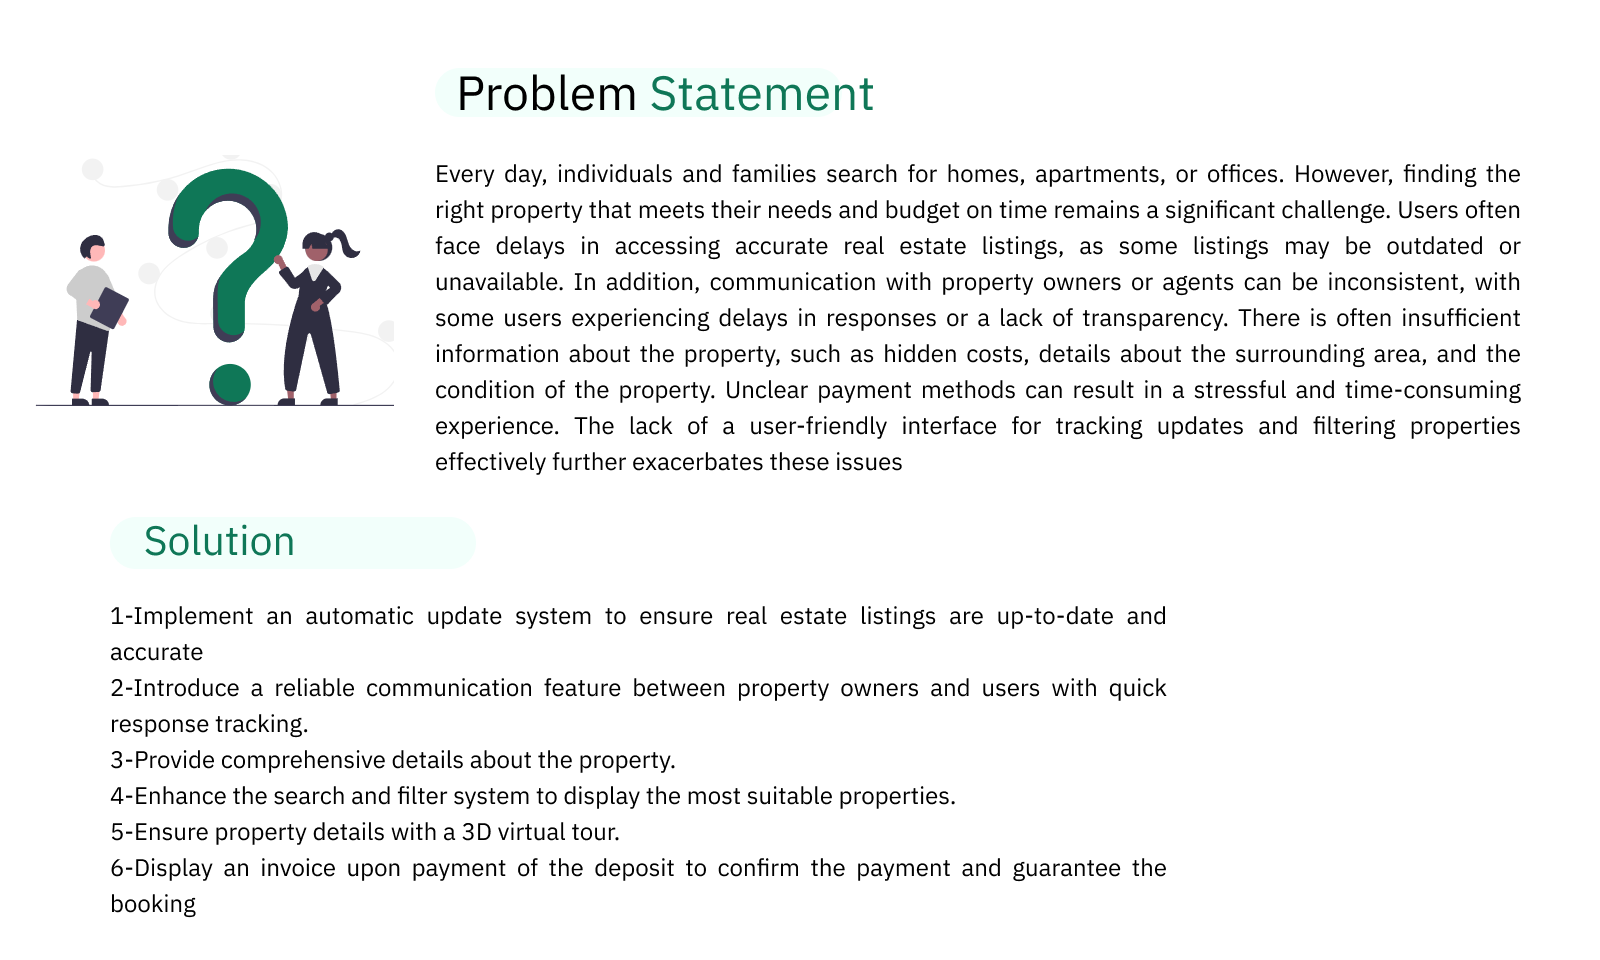 Problem Statement
Every day, individuals and families search for homes, apartments, or offices. However, finding the
right property that meets their needs and budget on time remains a significant challenge. Users often
face delays in accessing accurate real estate listings, as some listings may be outdated or
unavailable. In addition, communication with property owners or agents can be inconsistent, with
some users experiencing delays in responses or a lack of transparency. There is often insufficient
information about the property, such as hidden costs, details about the surrounding area, and the
condition of the property. Unclear payment methods can result in a stressful and time-consuming
experience. The lack of a user-friendly interface for tracking updates and filtering properties
effectively further exacerbates these issues
Solution
1-Implement an automatic update system to ensure real estate listings are up-to-date and
accurate
2-Introduce a reliable communication feature between property owners and users with quick
response tracking.
3-Provide comprehensive details about the property.
4-Enhance the search and filter system to display the most suitable properties.
5-Ensure property details with a 3D virtual tour.
6-Display an invoice upon payment of the deposit to confirm the payment and guarantee the
booking